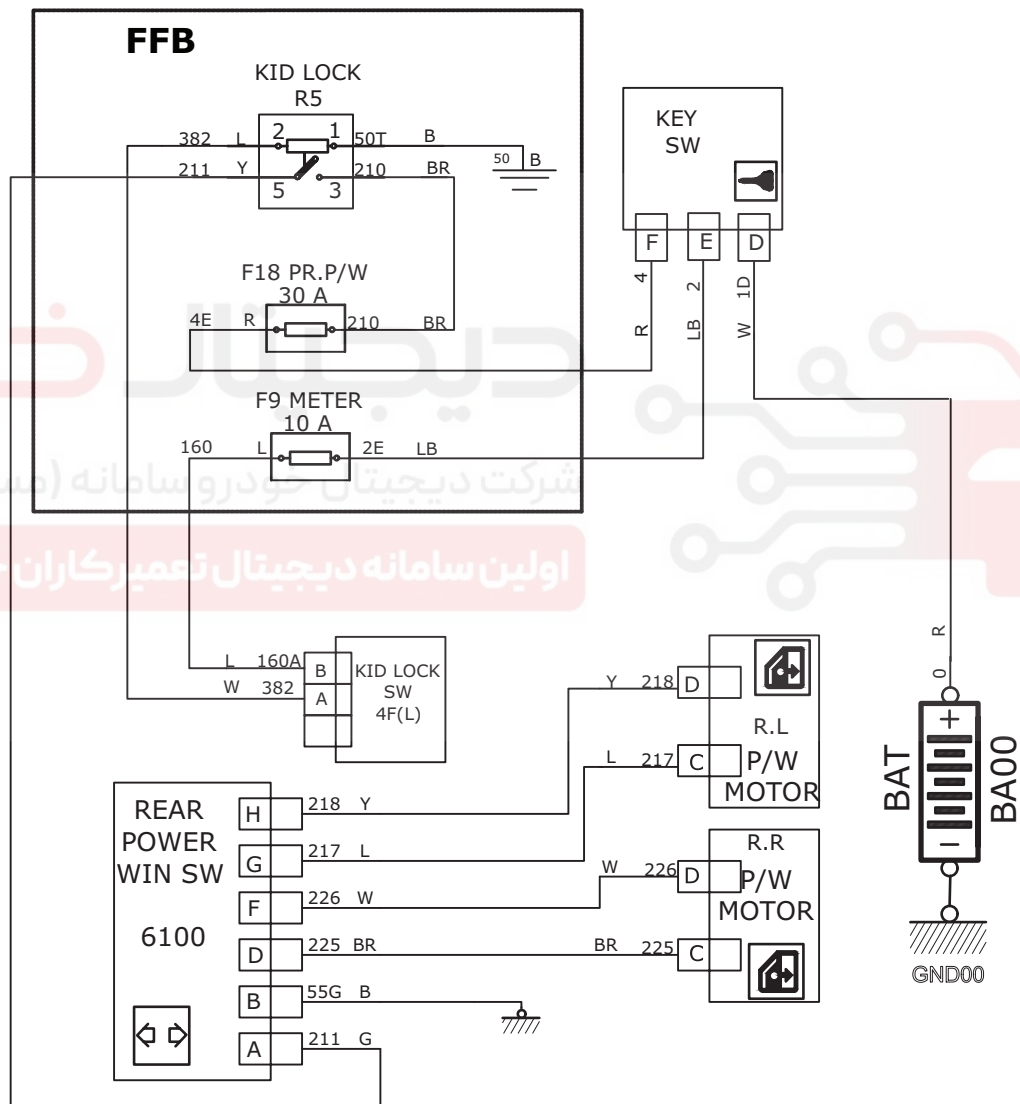 FFB
KID LOCK
R5
382 L 2 1 50T B
211 Y 5 3 210 BR
50 B
KEY
SW
F E D
4 2 1D
R LB W
F18 PR.P/W
30 A
4E R 210 BR
F9 METER
10 A
160 L 2E LB
دیجیتال خ
شرکت دیجیتال خودرو سامانه
اولین سامانه دیجیتال تعمیرکاران
R
0
L 160A B
W 382 A
KID LOCK
SW
4F(L)
Y 218 D
L 217 C
R.L
P/W
MOTOR
BAT
+
-
BA00
GND00
REAR
POWER
WIN SW
6100
H 218 Y
G 217 L
F 226 W
D 225 BR
B 55G B
A 211 G
W 226 D
BR 225 C
R.R
P/W
MOTOR